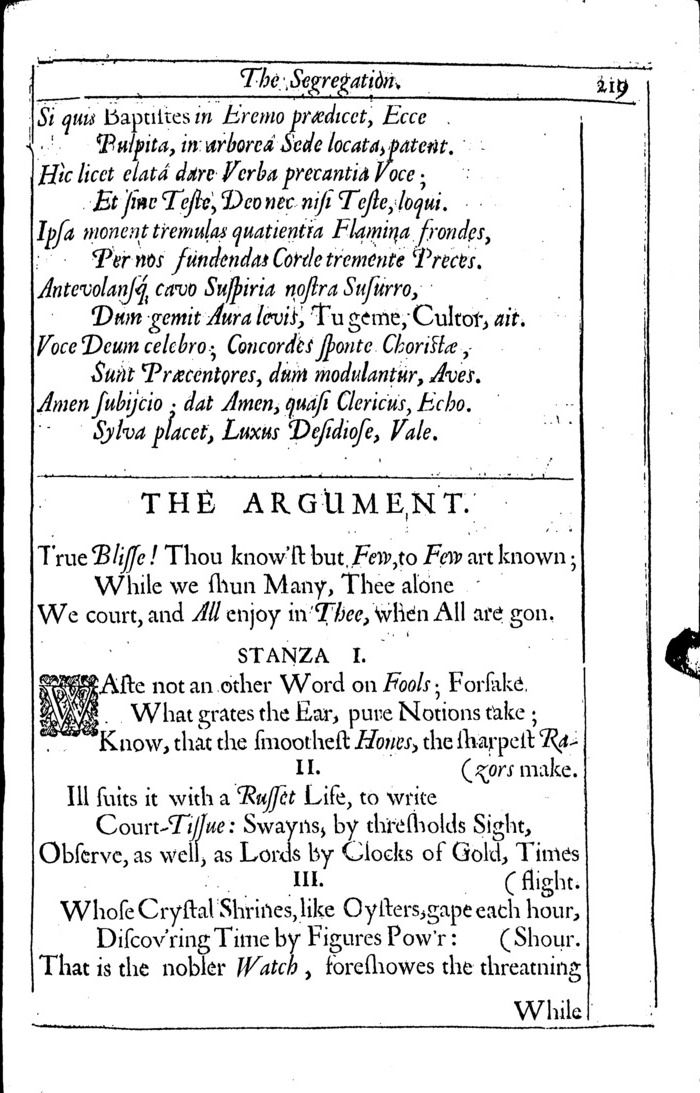 The Segregation. 219
Si quis Baptistes in Eremo prædicet, Ecce
Pulpita, in arboreâ Sede locata, patent.
Hìc licet elatâ dare Verba precantia Voce;
Et ſine Teſte, Deo nec niſi Teſte, loqui.
Ipſa monent tremulas quatientia Flamina frondes,
Per nos fundendas Corde tremente Preces.
Antevolanſq́; cavo Suſpiria noſtra Suſurro,
Dum gemit Aura levis, Tu geme, Cultor, ait.
Voce Deum celebro; Concordes ſponte Choriſtæ,
Sunt Præcentores, dum modulantur, Aves.
Amen ſubijcio; dat Amen, quaſi Clericus, Echo.
Sylva placet, Luxus Deſidioſe, Vale.
THE ARGUMENT.
True Bliſſe! Thou know'ſt but Few, to Few art known;
While we ſhun Many, Thee alone
We court, and All enjoy in Thee, when All are gon.
STANZA I.
WAſte not an other Word on Fools; Forſake
What grates the Ear, pure Notions take;
Know, that the ſmootheſt Hones, the ſharpeſt Ra-
II. (zors make.
Ill ſuits it with a Ruſſet Life, to write
Court-Tiſſue: Swayns, by threſholds Sight,
Obſerve, as well, as Lords by Clocks of Gold, Times
III. (flight.
Whoſe Cryſtal Shrines, like Oyſters, gape each hour,
Diſcov'ring Time by Figures Pow'r: (Shour.
That is the nobler Watch, foreſhowes the threatning
While